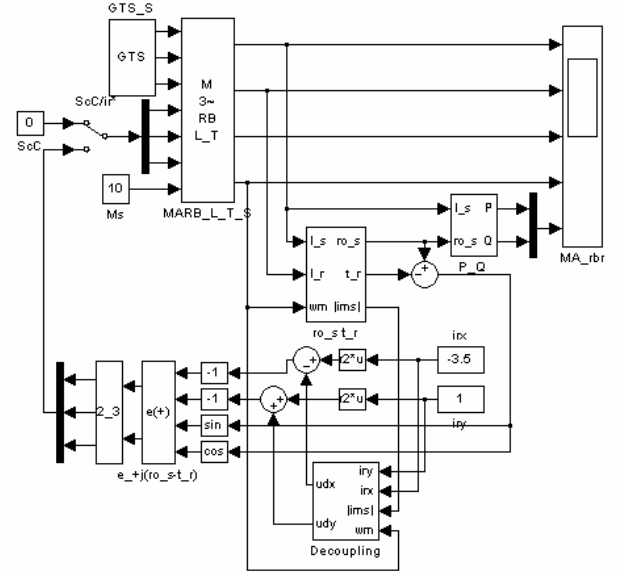 GTS_S
GTS
ScC/ir*
0
ScC
10
Ms
M
3~
RB
L_T
MARB_L_T_S
I_s P
ro_s Q
P_Q
MA_rbr
I_s ro_s
I_r t_r
wm |ims|
ro_s t_r
irx
-3.5
1
iry
r2*u
r2*u
-1
-1
sin
cos
e(+)
2_3
e_+j(ro_s-t_r)
iry
irx
|ims|
wm
udx
udy
Decoupling